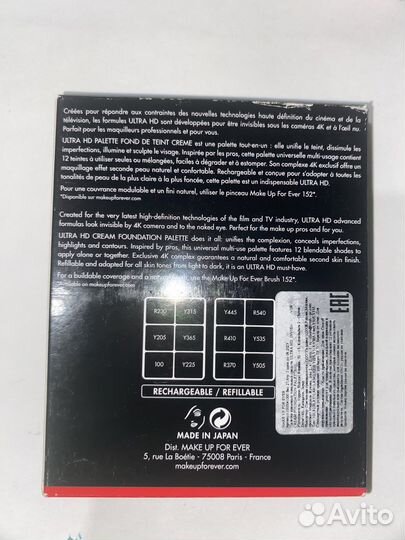 Créées pour répondre aux contraintes des nouvelles technologies haute définition du cinéma et de la
télévision, les formules ULTRA HD sont développées pour être invisibles sous les caméras 4K et à l'œil nu.
Parfait pour les maquilleurs professionnels et pour vous.
ULTRA HD PALETTE FOND DE TEINT CREME est une palette tout-en-un : elle unifie le teint, dissimule les
imperfections, illumine et sculpte le visage. Inspirée par les pros, cette palette universelle multi-usage contient
12 teintes à utiliser seules ou mélangées, faciles à dégrader et à estomper. Son complexe 4K exclusif offre un
maquillage effet seconde peau naturel et confortable. Rechargeable et conçue pour s'adapter à toutes les
tonalités de peau de la plus claire à la plus foncée, cette palette est un indispensable ULTRA HD.
Pour une couvrance modulable et un fini naturel, utiliser le pinceau Make Up For Ever 152*.
*Disponible sur makeupforever.com
Created for the very latest high-definition technologies of the film and TV industry, ULTRA HD advanced
formulas look invisible by 4K camera and to the naked eye. Perfect for the make up pros and for you.
ULTRA HD CREAM FOUNDATION PALETTE does it all: unifies the complexion, conceals imperfections,
highlights and contours. Inspired by pros, this universal multi-use palette features 12 blendable shades to
apply alone or together. Exclusive 4K complex guarantees a natural and comfortable second skin finish.
Refillable and adapted to all skin tones from light to dark, it is an ULTRA HD must-have.
For a buildable coverage and a natural result, use the Make Up For Ever Brush 152*.
*Available on makeupforever.com
R230 Y315 Y445 R540
Y205 Y365 R410 Y535
100 Y225 R370 Y505
RECHARGEABLE / REFILLABLE
MADE IN JAPAN
Dist. MAKE UP FOR EVER
5, rue La Boétie - 75008 Paris - France
makeupforever.com
EAC
Avito